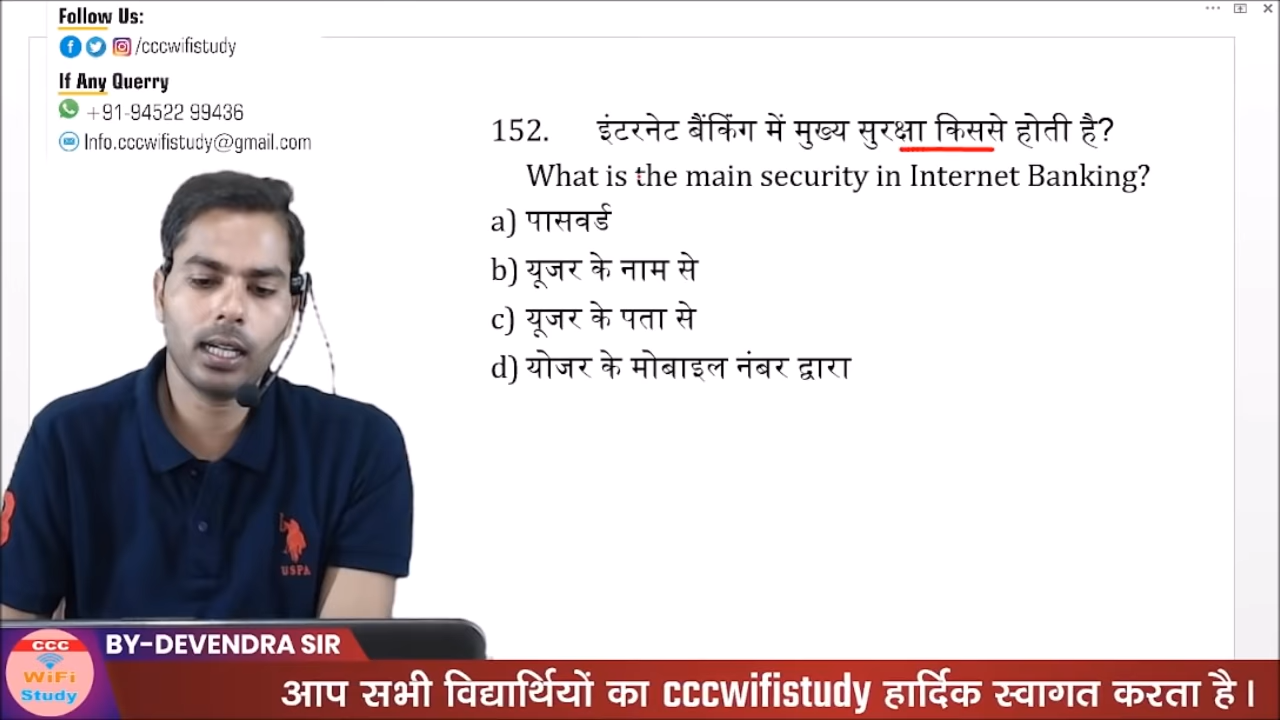 Follow Us:
/cccwifistudy
If Any Querry
+91-94522 99436
Info.cccwifistudy@gmail.com
152. इंटरनेट बैंकिंग में मुख्य सुरक्षा किससे होती है?
What is the main security in Internet Banking?
a) पासवर्ड
b) यूजर के नाम से
c) यूजर के पता से
d) योजर के मोबाइल नंबर द्वारा
USPA
3
BY-DEVENDRA SIR
CCC
WiFi
Study
आप सभी विद्यार्थियों का cccwifistudy हार्दिक स्वागत करता है।